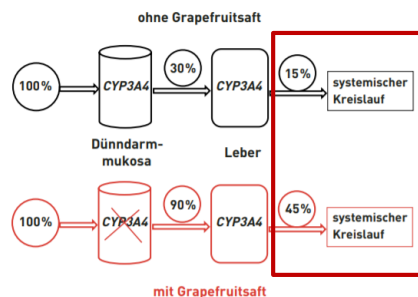 ohne Grapefruitsaft
100%
CYP3A4
30%
CYP3A4
15%
systemischer
Kreislauf
Dünndarm-
mukosa
Leber
100%
CYP3A4
90%
CYP3A4
45%
systemischer
Kreislauf
mit Grapefruitsaft